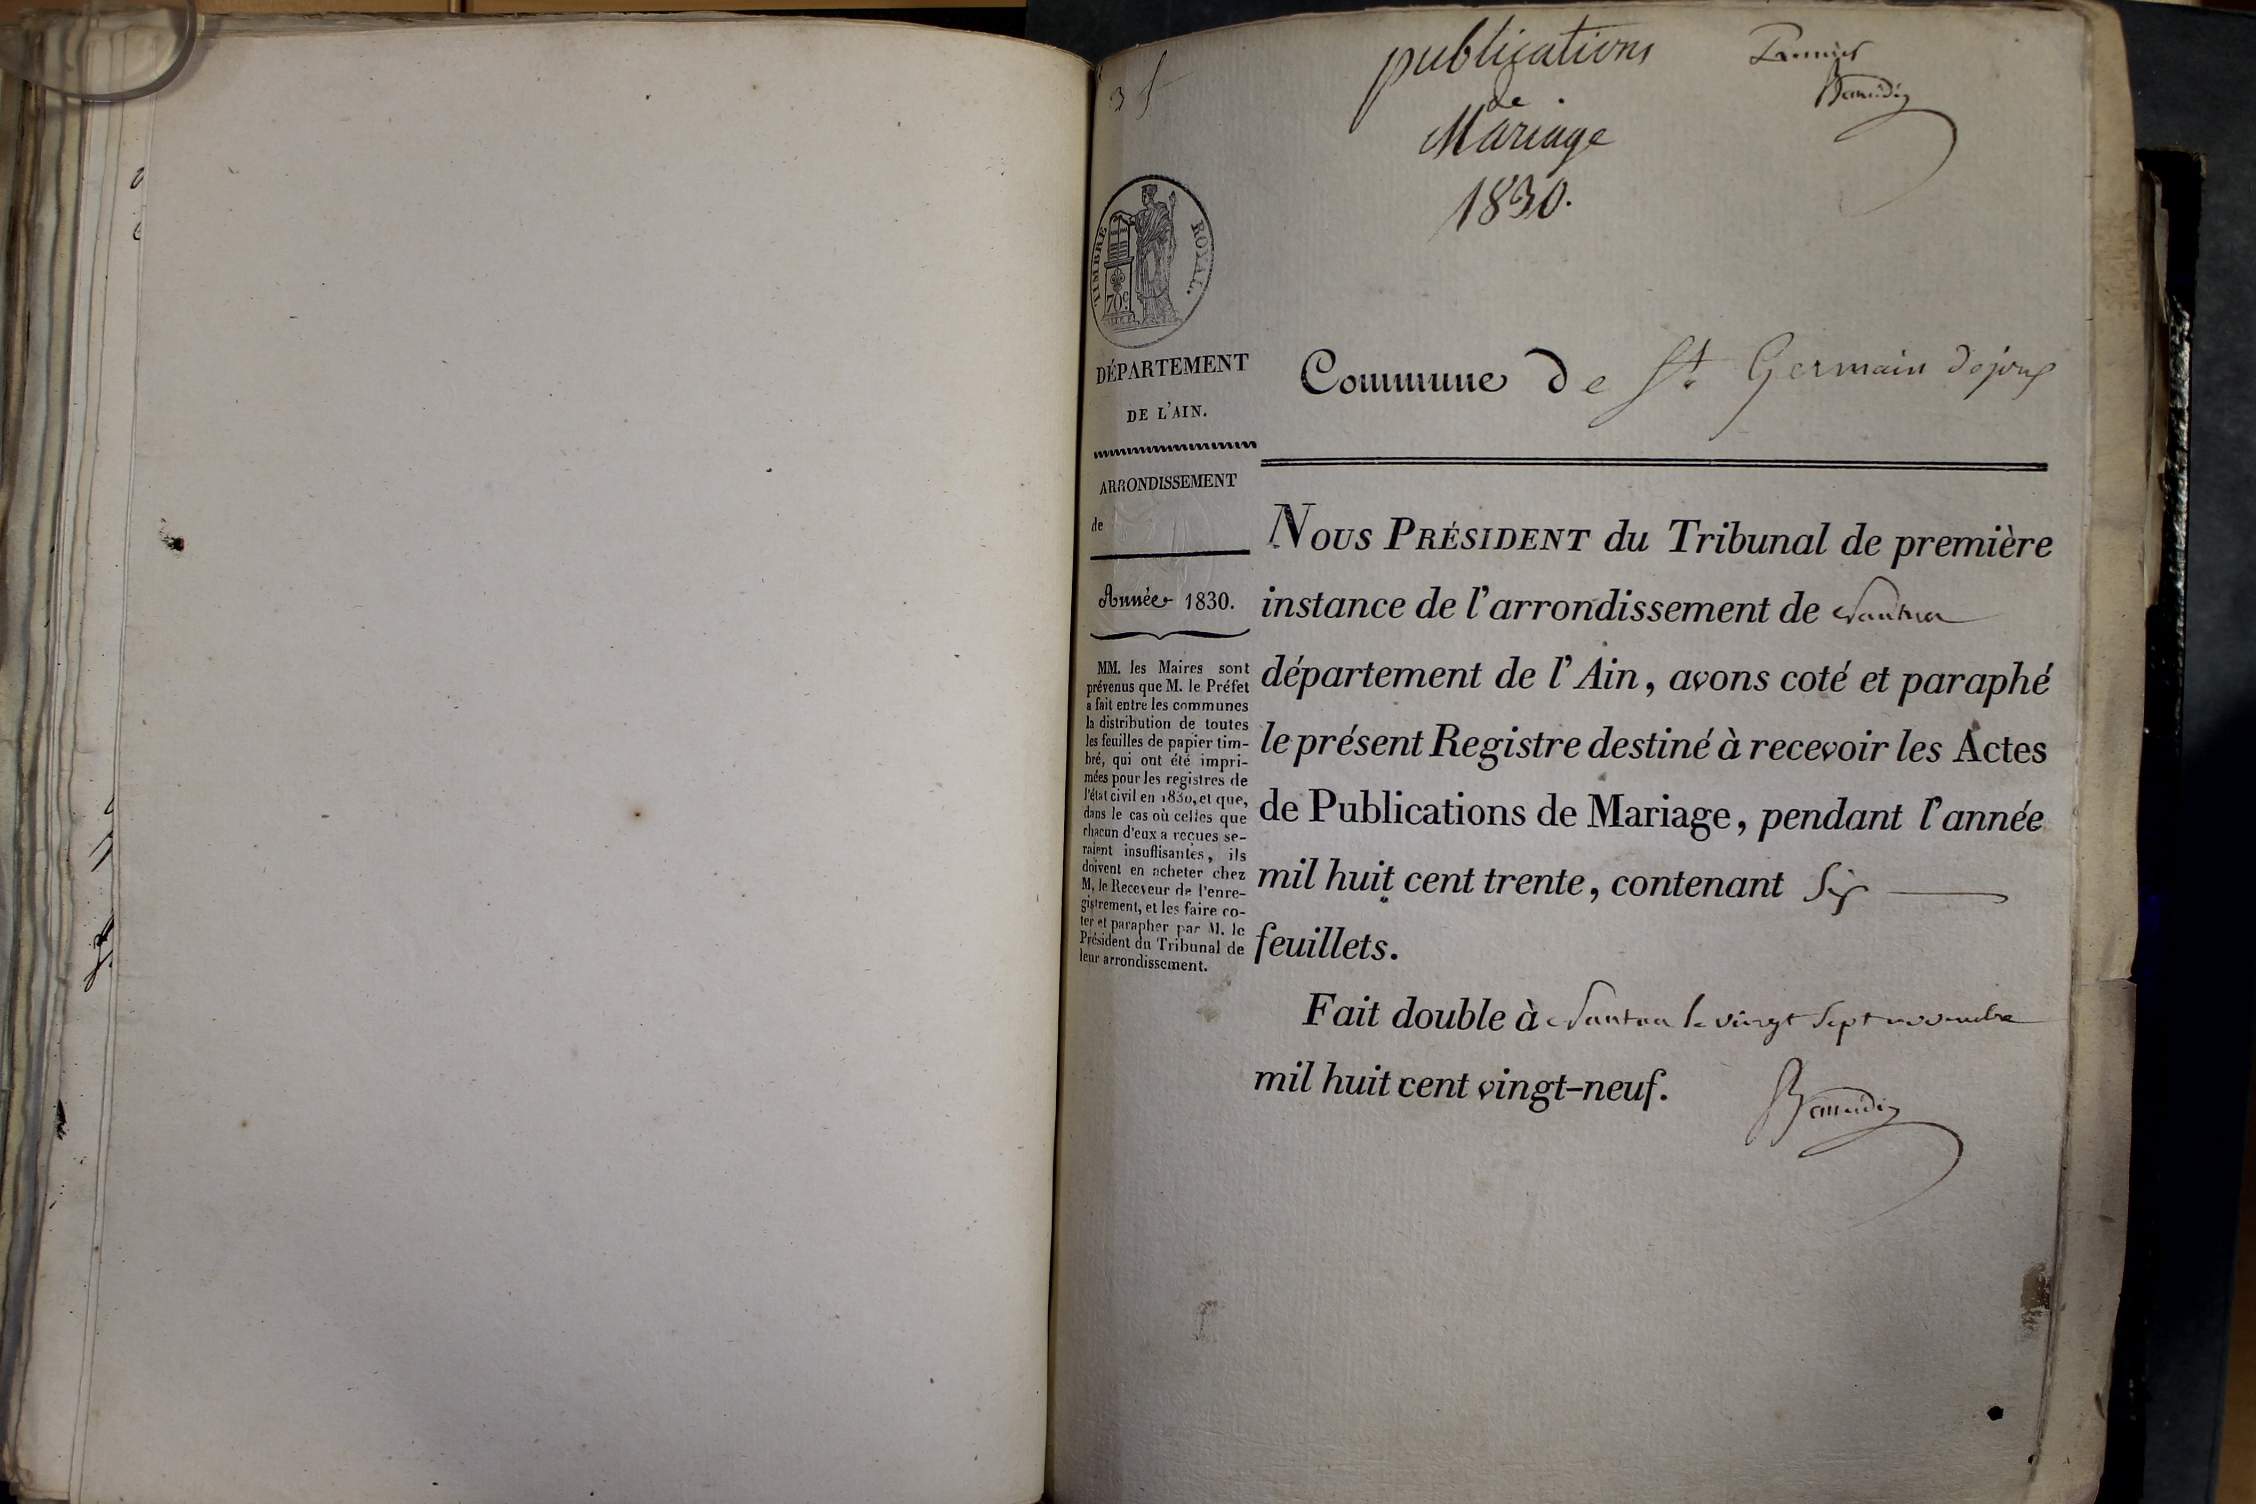 3 f
publications
de
Mariage
1830.
Premier
TIMBRE ROYAL.
70c
DÉPARTEMENT
DE L'AIN.
ARRONDISSEMENT
de
Année 1830.
MM. les Maires sont
prévenus que M. le Préfet
a fait entre les communes
la distribution de toutes
les feuilles de papier tim-
bré, qui ont été impri-
mées pour les registres de
l'état civil en 1830, et que,
dans le cas où celles que
chacun d'eux a reçues se-
raient insuffisantes, ils
doivent en acheter chez
M. le Receveur de l'enre-
gistrement, et les faire co-
ter et parapher par M. le
Président du Tribunal de
leur arrondissement.
Commune de St. Germain dejoux
NOUS PRÉSIDENT du Tribunal de première
instance de l'arrondissement de Nantua
département de l'Ain, avons coté et paraphé
le présent Registre destiné à recevoir les Actes
de Publications de Mariage, pendant l'année
mil huit cent trente, contenant Six
feuillets.
Fait double à Nantua le vingt sept novembre
mil huit cent vingt-neuf.